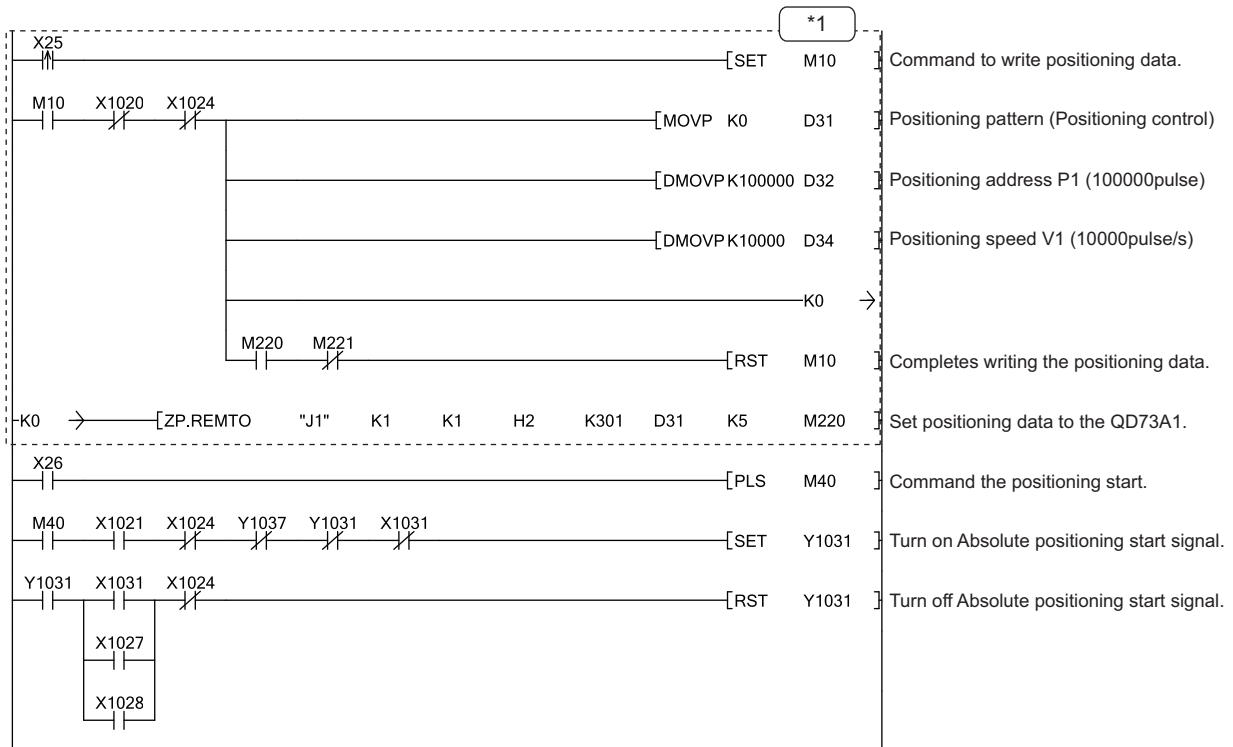 *1
X25
[SET M10 ] Command to write positioning data.
M10 X1020 X1024
[MOVP K0 D31 ] Positioning pattern (Positioning control)
[DMOVP K100000 D32 ] Positioning address P1 (100000pulse)
[DMOVP K10000 D34 ] Positioning speed V1 (10000pulse/s)
K0
M220 M221
[RST M10 ] Completes writing the positioning data.
K0 [ZP.REMTO "J1" K1 K1 H2 K301 D31 K5 M220 ] Set positioning data to the QD73A1.
X26
[PLS M40 ] Command the positioning start.
M40 X1021 X1024 Y1037 Y1031 X1031
[SET Y1031 ] Turn on Absolute positioning start signal.
Y1031 X1031 X1024
[RST Y1031 ] Turn off Absolute positioning start signal.
X1027
X1028